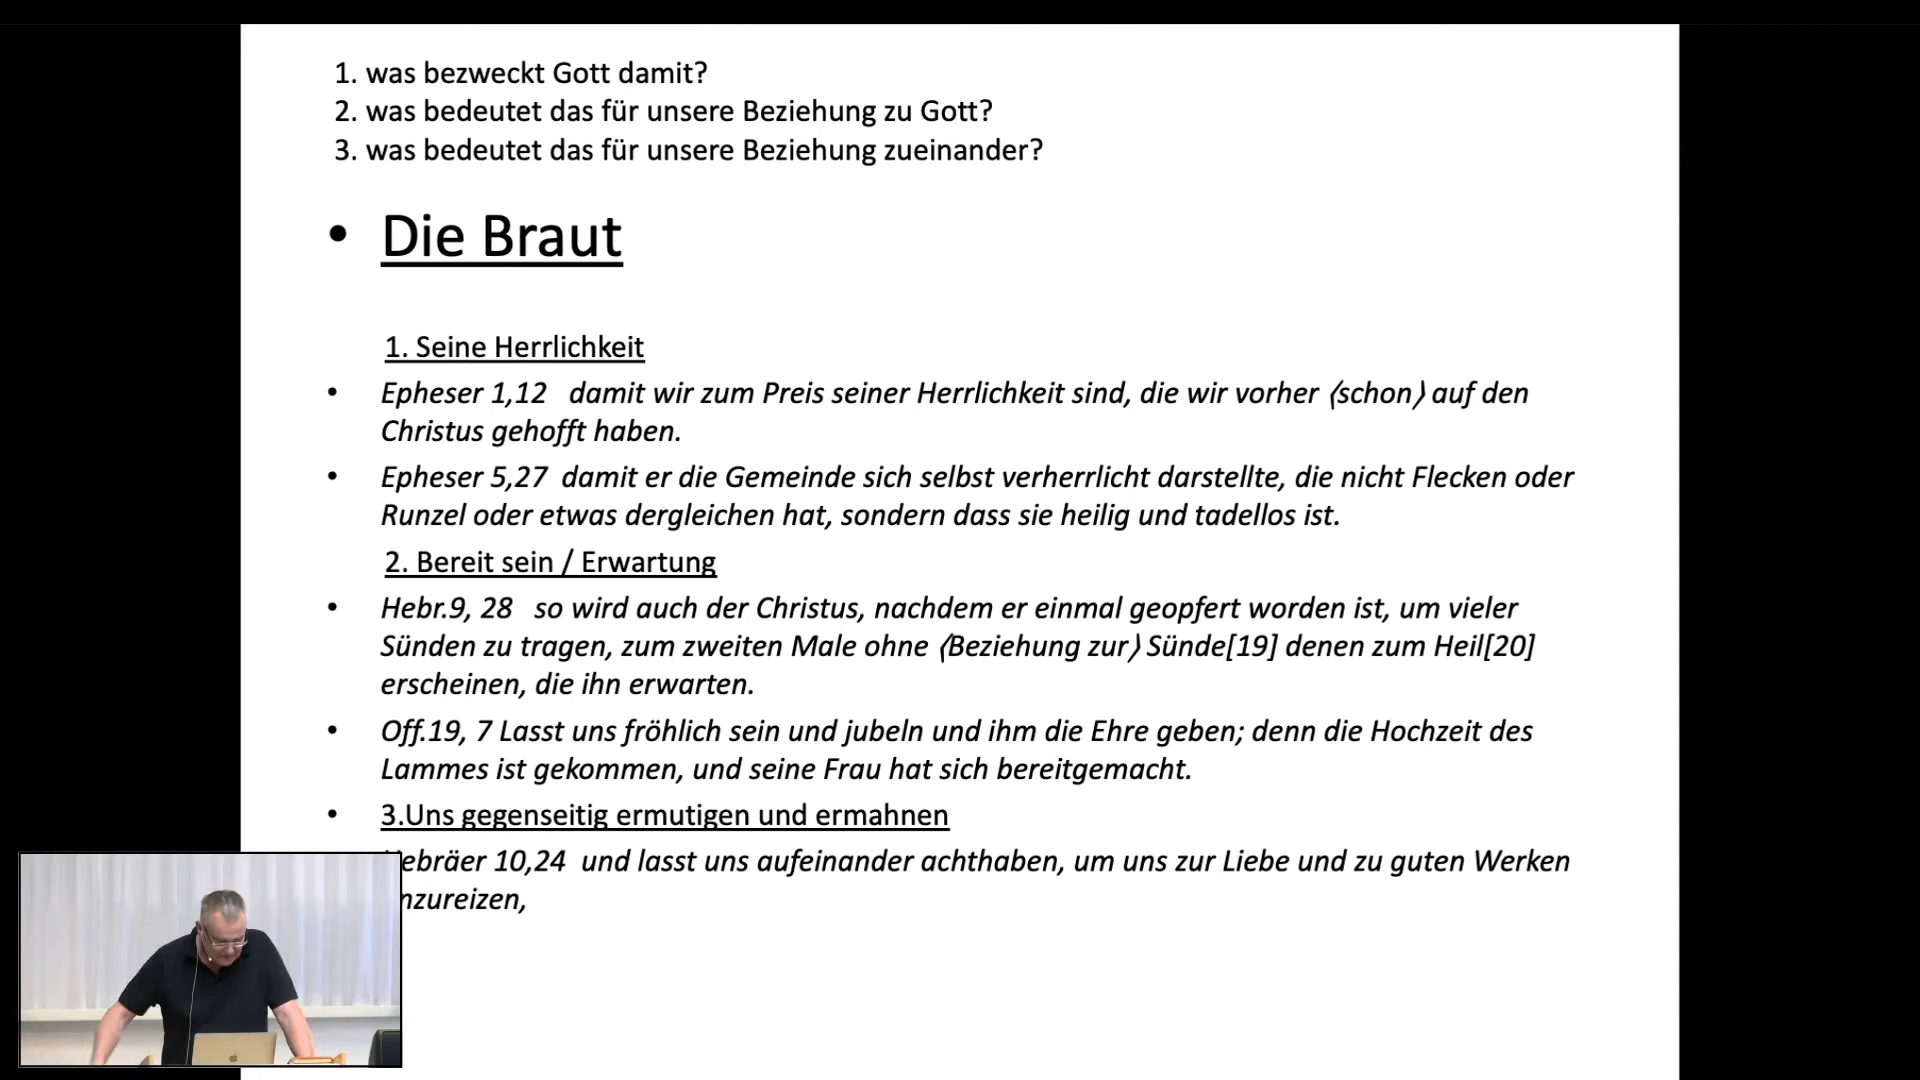 1. was bezweckt Gott damit?
2. was bedeutet das für unsere Beziehung zu Gott?
3. was bedeutet das für unsere Beziehung zueinander?
• Die Braut
1. Seine Herrlichkeit
• Epheser 1,12 damit wir zum Preis seiner Herrlichkeit sind, die wir vorher ⟨schon⟩ auf den
Christus gehofft haben.
• Epheser 5,27 damit er die Gemeinde sich selbst verherrlicht darstellte, die nicht Flecken oder
Runzel oder etwas dergleichen hat, sondern dass sie heilig und tadellos ist.
2. Bereit sein / Erwartung
• Hebr.9, 28 so wird auch der Christus, nachdem er einmal geopfert worden ist, um vieler
Sünden zu tragen, zum zweiten Male ohne ⟨Beziehung zur⟩ Sünde[19] denen zum Heil[20]
erscheinen, die ihn erwarten.
• Off.19, 7 Lasst uns fröhlich sein und jubeln und ihm die Ehre geben; denn die Hochzeit des
Lammes ist gekommen, und seine Frau hat sich bereitgemacht.
• 3.Uns gegenseitig ermutigen und ermahnen
ebräer 10,24 und lasst uns aufeinander achthaben, um uns zur Liebe und zu guten Werken
nzureizen,